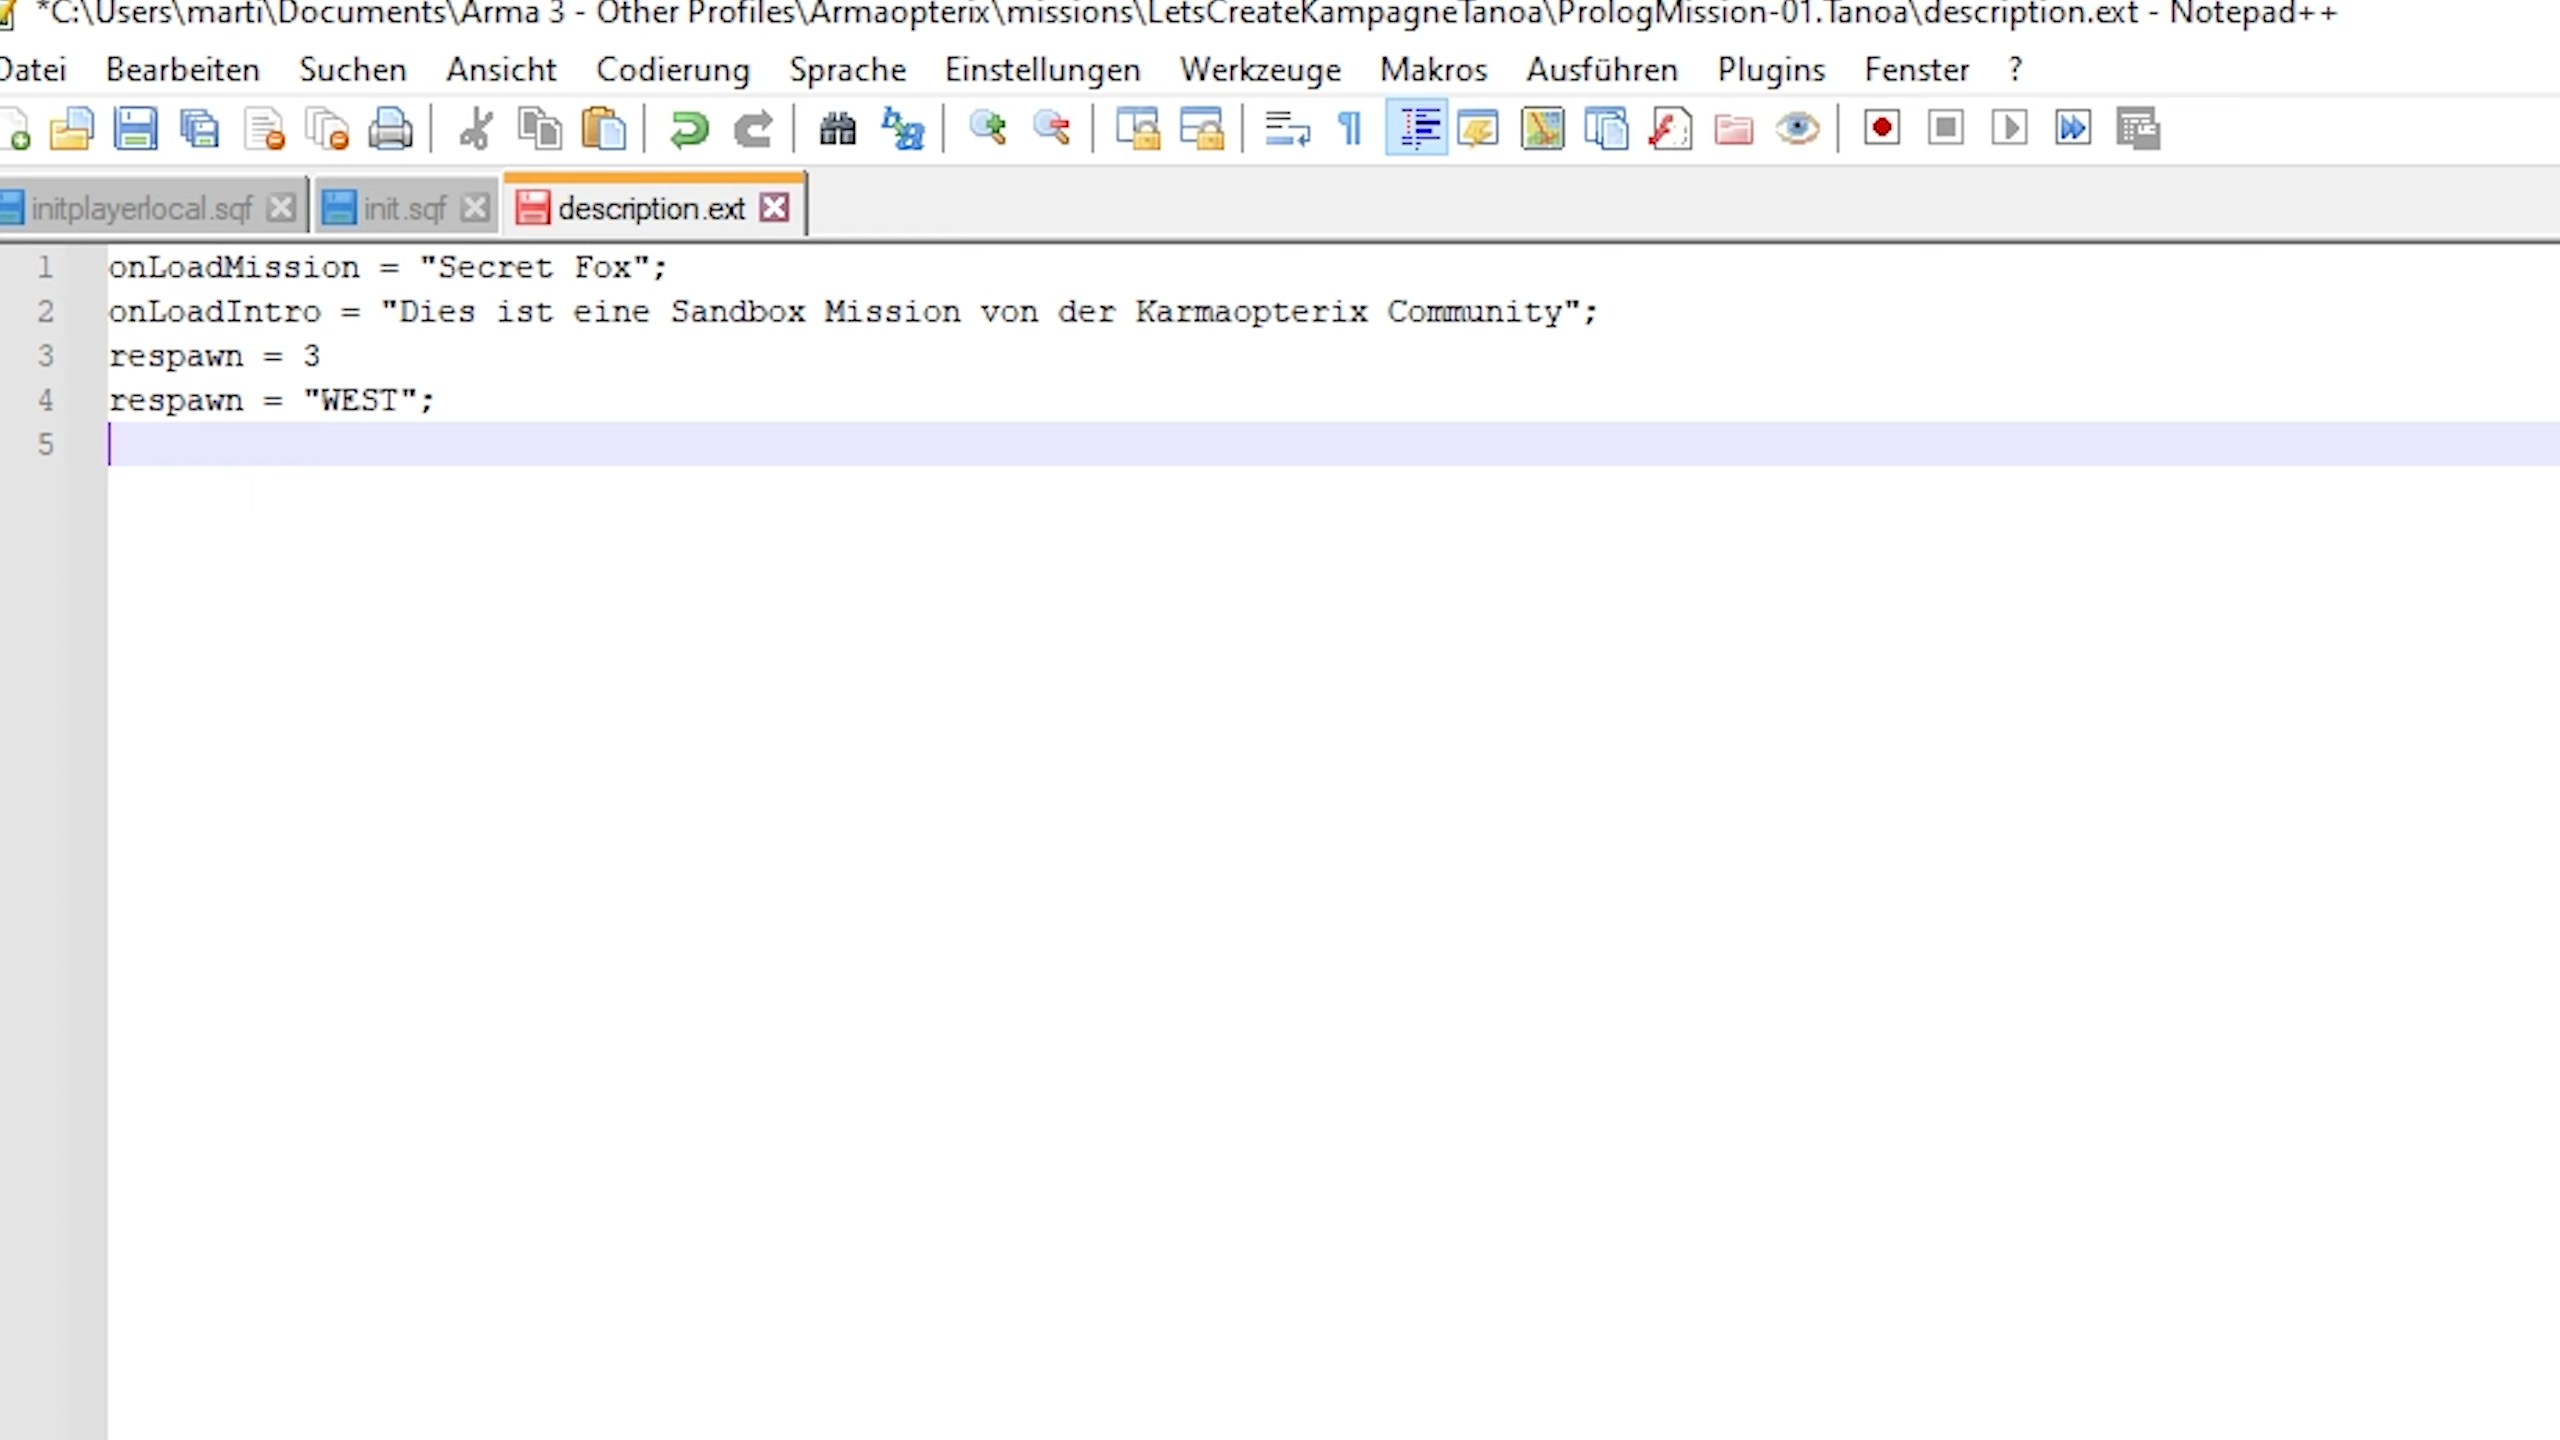 *C:\Users\marti\Documents\Arma 3 - Other Profiles\Armaopterix\missions\LetsCreateKampagneTanoa\PrologMission-01.Tanoa\description.ext - Notepad++
Datei Bearbeiten Suchen Ansicht Codierung Sprache Einstellungen Werkzeuge Makros Ausführen Plugins Fenster ?
initplayerlocal.sqf init.sqf description.ext
1 onLoadMission = "Secret Fox";
2 onLoadIntro = "Dies ist eine Sandbox Mission von der Karmaopterix Community";
3 respawn = 3
4 respawn = "WEST";
5